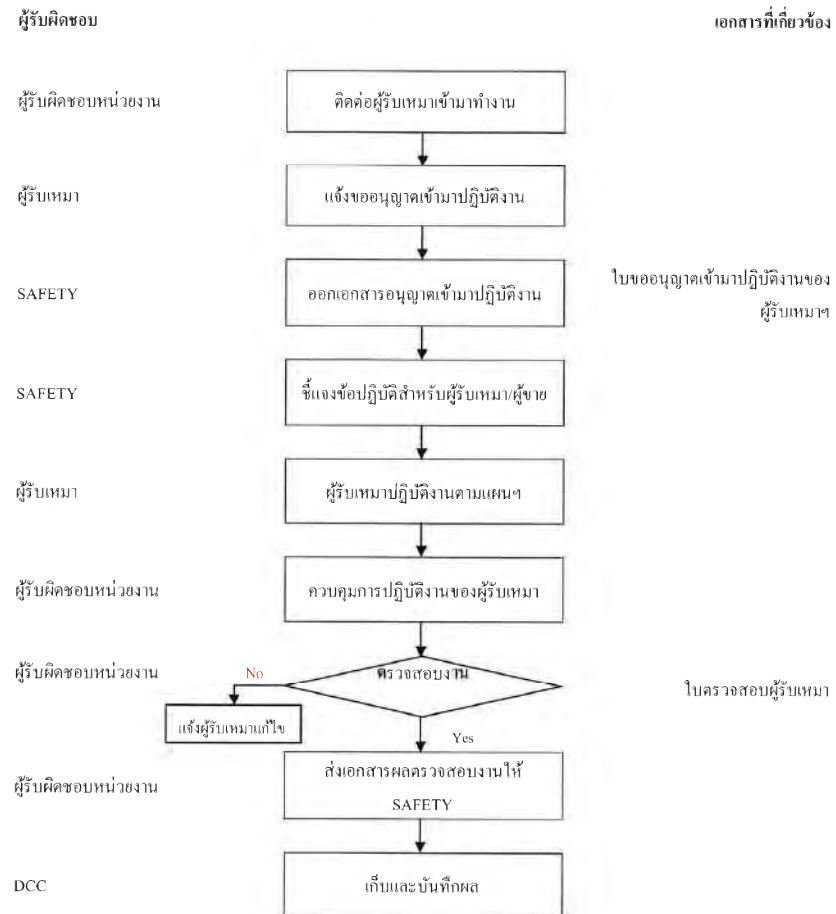 ผู้รับผิดชอบ
เอกสารที่เกี่ยวข้อง
ผู้รับผิดชอบหน่วยงาน
ติดต่อผู้รับเหมาเข้ามาทำงาน
ผู้รับเหมา
แจ้งขออนุญาตเข้ามาปฏิบัติงาน
SAFETY
ออกเอกสารอนุญาตเข้ามาปฏิบัติงาน
ใบขออนุญาตเข้ามาปฏิบัติงานของ
ผู้รับเหมาฯ
SAFETY
ชี้แจงข้อปฏิบัติสำหรับผู้รับเหมา/ผู้ขาย
ผู้รับเหมา
ผู้รับเหมาปฏิบัติงานตามแผนฯ
ผู้รับผิดชอบหน่วยงาน
ควบคุมการปฏิบัติงานของผู้รับเหมา
ผู้รับผิดชอบหน่วยงาน
No
ตรวจสอบงาน
ใบตรวจสอบผู้รับเหมา
แจ้งผู้รับเหมาแก้ไข
Yes
ผู้รับผิดชอบหน่วยงาน
ส่งเอกสารผลตรวจสอบงานให้
SAFETY
DCC
เก็บและบันทึกผล